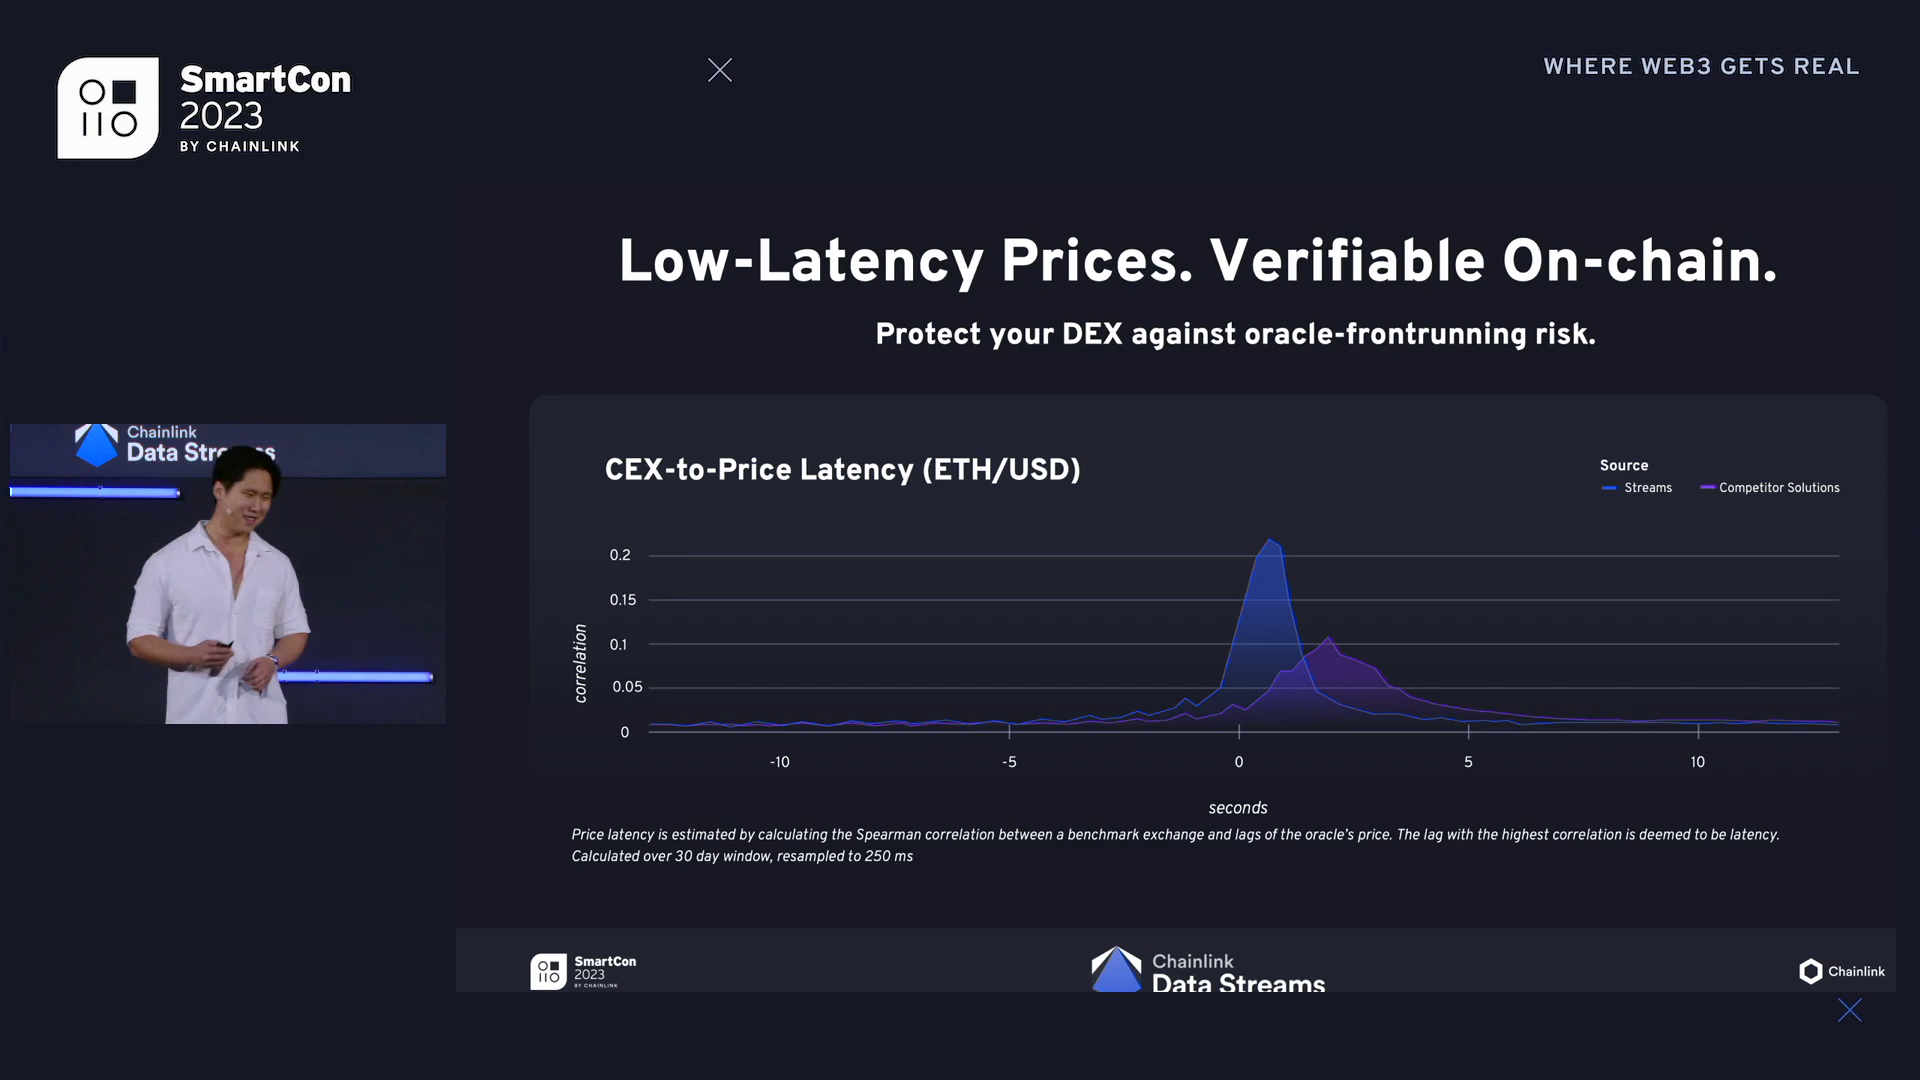 SmartCon
2023
BY CHAINLINK
WHERE WEB3 GETS REAL
Low-Latency Prices. Verifiable On-chain.
Protect your DEX against oracle-frontrunning risk.
Chainlink
Data Str s
CEX-to-Price Latency (ETH/USD)
Source
Streams
Competitor Solutions
0.2
0.15
0.1
0.05
0
correlation
-10
-5
0
5
10
seconds
Price latency is estimated by calculating the Spearman correlation between a benchmark exchange and lags of the oracle's price. The lag with the highest correlation is deemed to be latency.
Calculated over 30 day window, resampled to 250 ms
SmartCon
2023
BY CHAINLINK
Chainlink
Data Streams
Chainlink